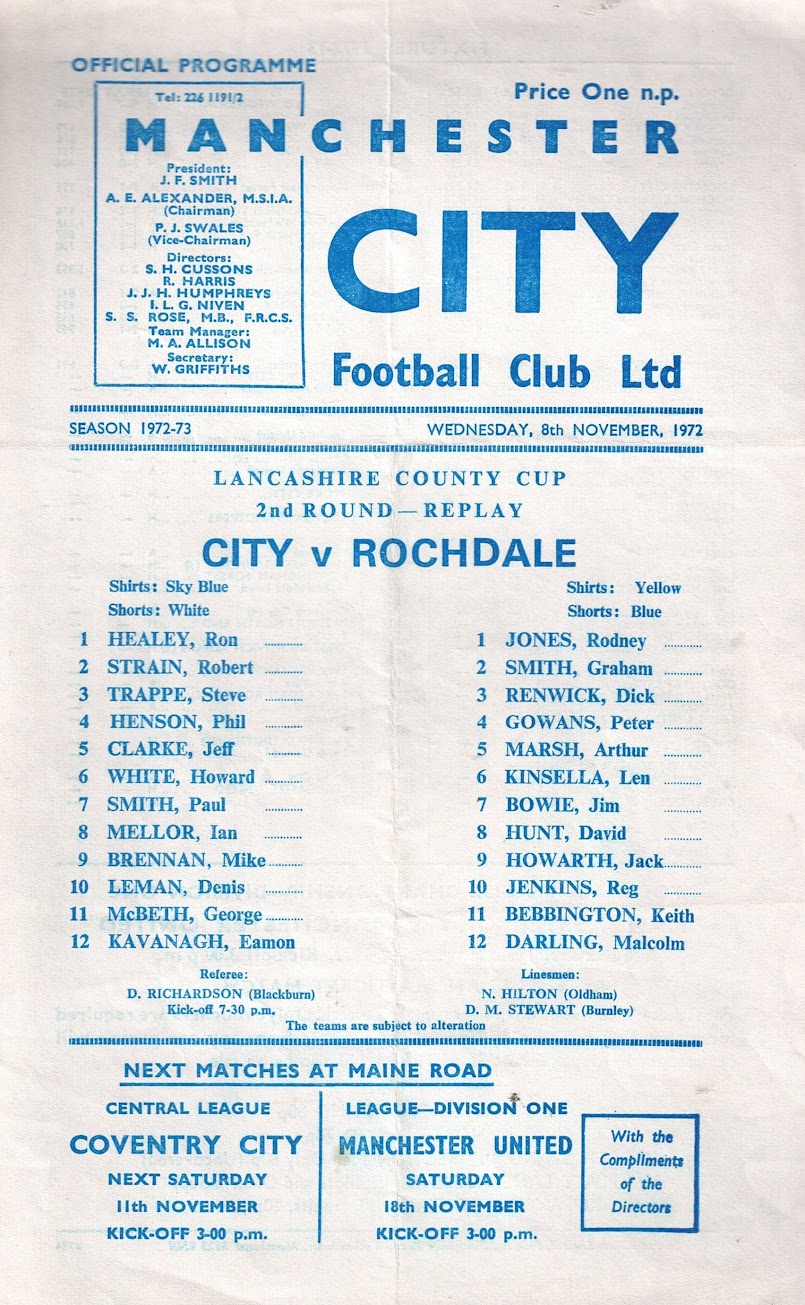 OFFICIAL PROGRAMME
Price One n.p.
Tel: 226 1191/2
MANCHESTER
CITY
Football Club Ltd
President:
J. F. SMITH
A. E. ALEXANDER, M.S.I.A.
(Chairman)
P. J. SWALES
(Vice-Chairman)
Directors:
S. H. CUSSONS
R. HARRIS
J. J. H. HUMPHREYS
I. L. G. NIVEN
S. S. ROSE, M.B., F.R.C.S.
Team Manager:
M. A. ALLISON
Secretary:
W. GRIFFITHS
SEASON 1972-73 WEDNESDAY, 8th NOVEMBER, 1972
LANCASHIRE COUNTY CUP
2nd ROUND — REPLAY
CITY v ROCHDALE
Shirts: Sky Blue
Shorts: White
1 HEALEY, Ron ............
2 STRAIN, Robert ............
3 TRAPPE, Steve ............
4 HENSON, Phil ............
5 CLARKE, Jeff ............
6 WHITE, Howard ............
7 SMITH, Paul ............
8 MELLOR, Ian ............
9 BRENNAN, Mike ............
10 LEMAN, Denis ............
11 McBETH, George ............
12 KAVANAGH, Eamon
Shirts: Yellow
Shorts: Blue
1 JONES, Rodney ............
2 SMITH, Graham ............
3 RENWICK, Dick ............
4 GOWANS, Peter ............
5 MARSH, Arthur ............
6 KINSELLA, Len ............
7 BOWIE, Jim ............
8 HUNT, David ............
9 HOWARTH, Jack ............
10 JENKINS, Reg ............
11 BEBBINGTON, Keith
12 DARLING, Malcolm
Referee:
D. RICHARDSON (Blackburn)
Kick-off 7-30 p.m.
Linesmen:
N. HILTON (Oldham)
D. M. STEWART (Burnley)
The teams are subject to alteration
NEXT MATCHES AT MAINE ROAD
CENTRAL LEAGUE
COVENTRY CITY
NEXT SATURDAY
11th NOVEMBER
KICK-OFF 3-00 p.m.
LEAGUE—DIVISION ONE
MANCHESTER UNITED
SATURDAY
18th NOVEMBER
KICK-OFF 3-00 p.m.
With the
Compliments
of the
Directors